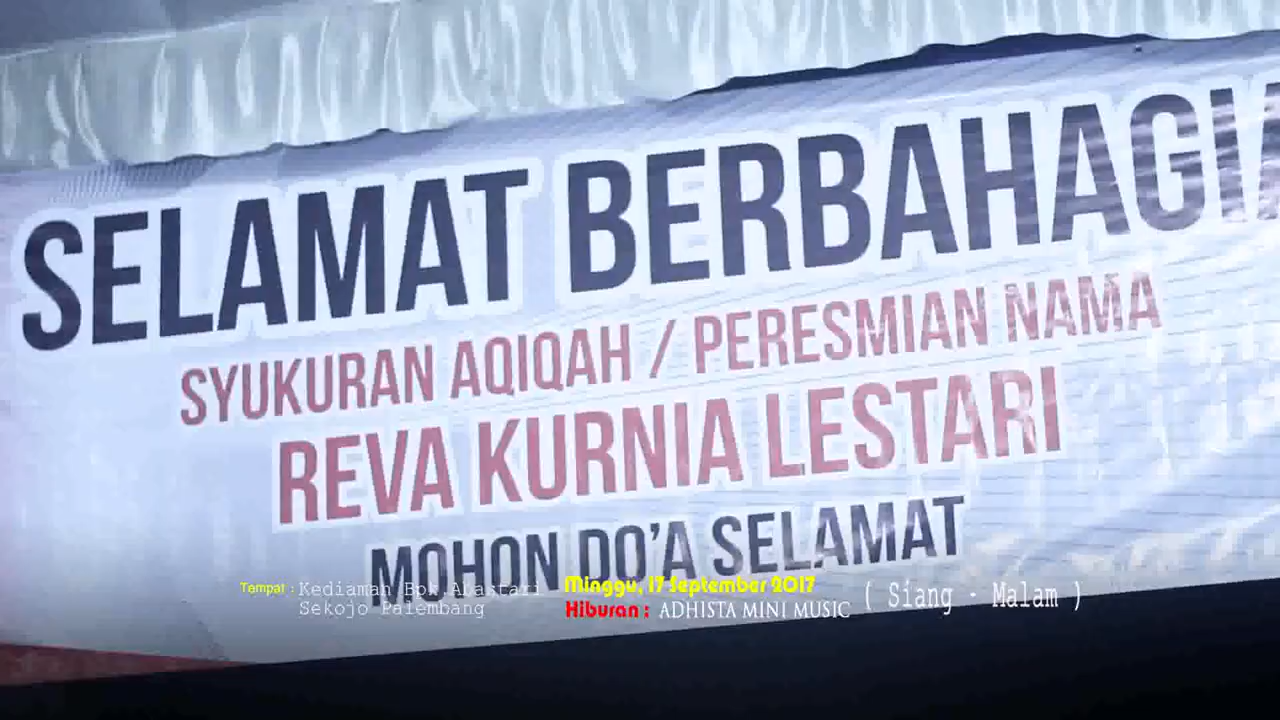 SELAMAT BERBAHAGIA
SYUKURAN AQIQAH / PERESMIAN NAMA
REVA KURNIA LESTARI
MOHON DO'A SELAMAT
Tempat : Kediaman Bpk.Abastari
Sekojo Palembang
Minggu, 17 September 2017
Hiburan : ADHISTA MINI MUSIC
( Siang - Malam )